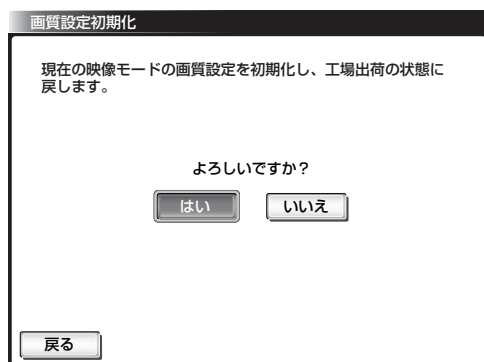 画質設定初期化
現在の映像モードの画質設定を初期化し、工場出荷の状態に
戻します。
よろしいですか？
はい いいえ
戻る